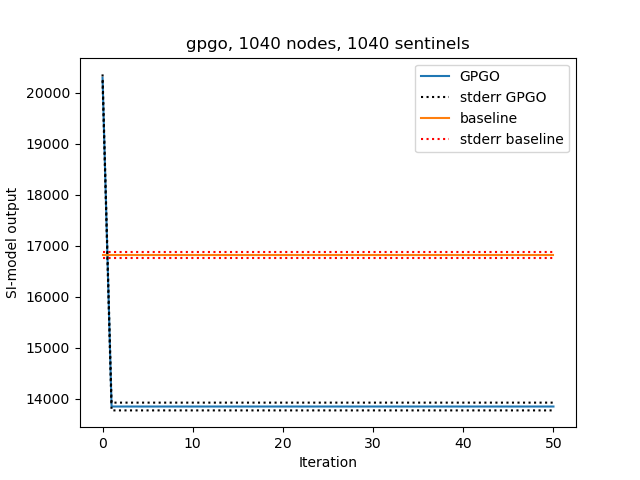 gpgo, 1040 nodes, 1040 sentinels
GPGO
stderr GPGO
baseline
stderr baseline
SI-model output
20000
19000
18000
17000
16000
15000
14000
0 10 20 30 40 50
Iteration